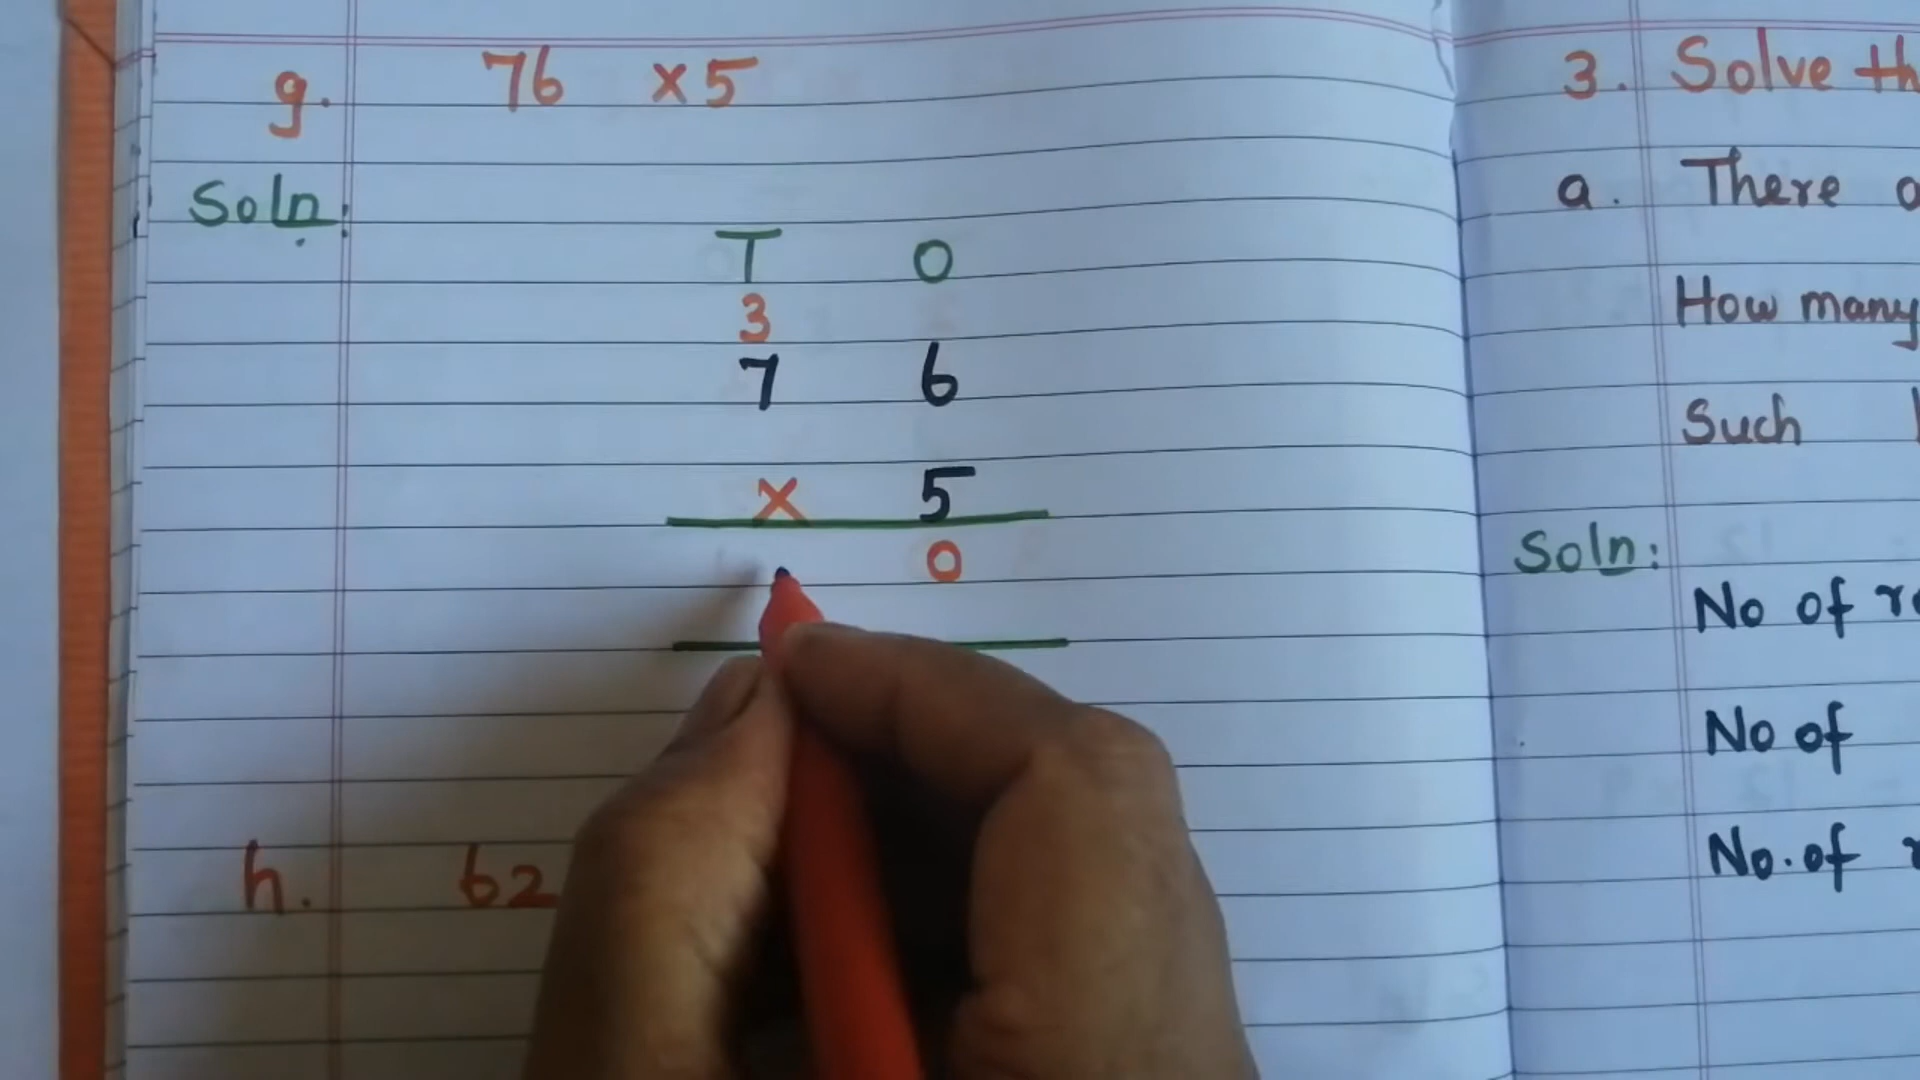 g. 76 x5
Soln:
T O
3
7 6
x 5
0
h. 62
3. Solve th
a. There
How many
Such
Soln:
No of
No of
No. of